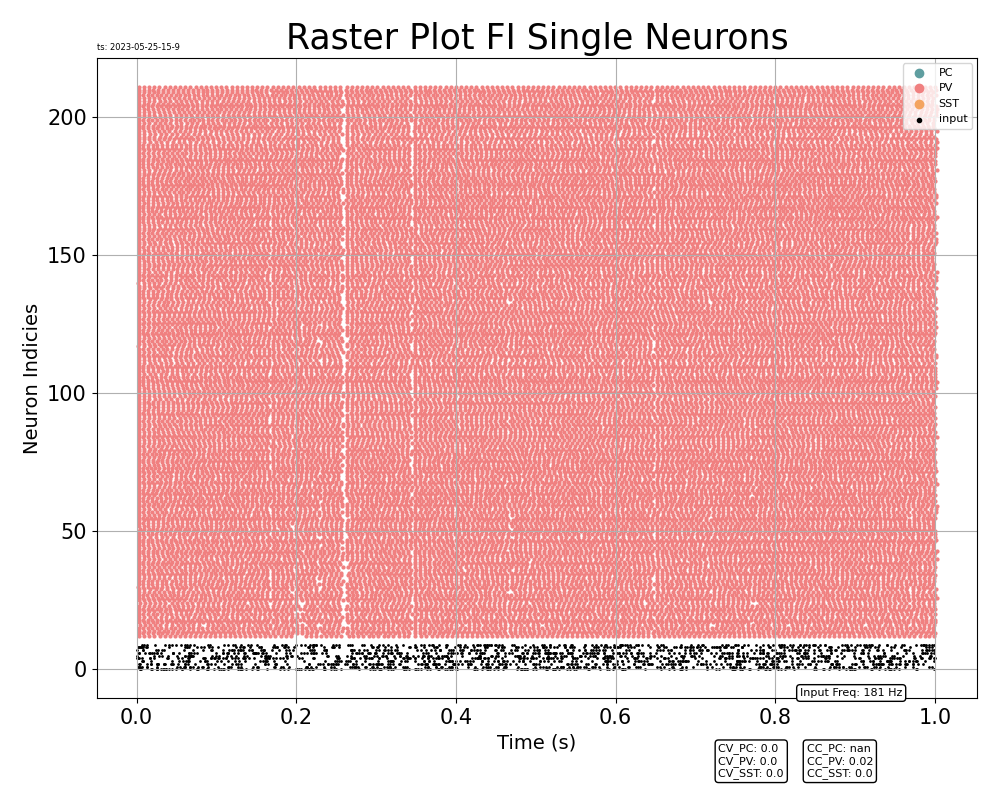 Raster Plot FI Single Neurons
ts: 2023-05-25-15-9
PC
PV
SST
input
200
150
100
50
0
Neuron Indicies
0.0 0.2 0.4 0.6 0.8 1.0
Time (s)
Input Freq: 181 Hz
CV_PC: 0.0
CV_PV: 0.0
CV_SST: 0.0
CC_PC: nan
CC_PV: 0.02
CC_SST: 0.0